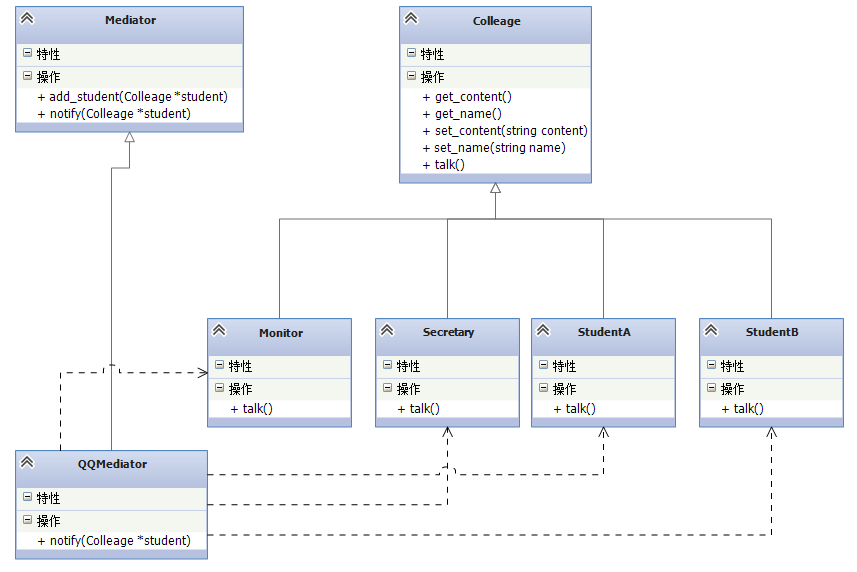 Mediator
特性
操作
+ add_student(Colleage *student)
+ notify(Colleage *student)
Colleage
特性
操作
+ get_content()
+ get_name()
+ set_content(string content)
+ set_name(string name)
+ talk()
Monitor
特性
操作
+ talk()
Secretary
特性
操作
+ talk()
StudentA
特性
操作
+ talk()
StudentB
特性
操作
+ talk()
QQMediator
特性
操作
+ notify(Colleage *student)